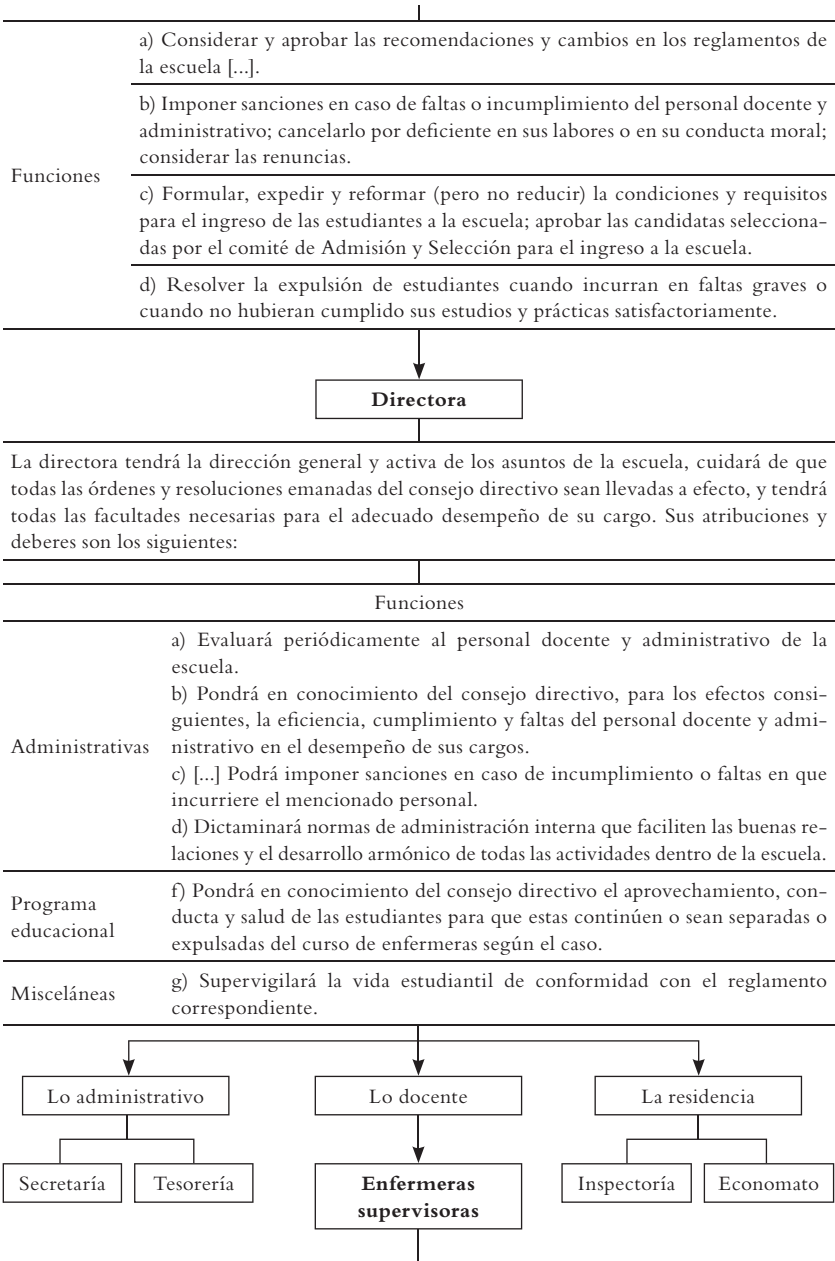 a) Considerar y aprobar las recomendaciones y cambios en los reglamentos de
la escuela [...].
b) Imponer sanciones en caso de faltas o incumplimiento del personal docente y
administrativo; cancelarlo por deficiente en sus labores o en su conducta moral;
considerar las renuncias.
Funciones
c) Formular, expedir y reformar (pero no reducir) la condiciones y requisitos
para el ingreso de las estudiantes a la escuela; aprobar las candidatas selecciona-
das por el comité de Admisión y Selección para el ingreso a la escuela.
d) Resolver la expulsión de estudiantes cuando incurran en faltas graves o
cuando no hubieran cumplido sus estudios y prácticas satisfactoriamente.
Directora
La directora tendrá la dirección general y activa de los asuntos de la escuela, cuidará de que
todas las órdenes y resoluciones emanadas del consejo directivo sean llevadas a efecto, y tendrá
todas las facultades necesarias para el adecuado desempeño de su cargo. Sus atribuciones y
deberes son los siguientes:
Funciones
Administrativas
a) Evaluará periódicamente al personal docente y administrativo de la
escuela.
b) Pondrá en conocimiento del consejo directivo, para los efectos consi-
guientes, la eficiencia, cumplimiento y faltas del personal docente y admi-
nistrativo en el desempeño de sus cargos.
c) [...] Podrá imponer sanciones en caso de incumplimiento o faltas en que
incurriere el mencionado personal.
d) Dictaminará normas de administración interna que faciliten las buenas re-
laciones y el desarrollo armónico de todas las actividades dentro de la escuela.
Programa
educacional
f) Pondrá en conocimiento del consejo directivo el aprovechamiento, con-
ducta y salud de las estudiantes para que estas continúen o sean separadas o
expulsadas del curso de enfermeras según el caso.
Misceláneas
g) Supervigilará la vida estudiantil de conformidad con el reglamento
correspondiente.
Lo administrativo
Lo docente
La residencia
Secretaría
Tesorería
Enfermeras
supervisoras
Inspectoría
Economato